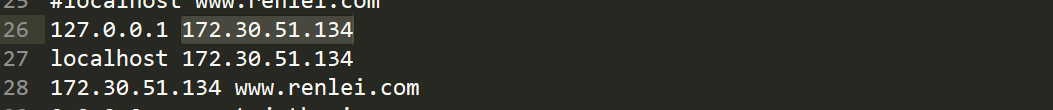 25 #localhost www.renlei.com
26 127.0.0.1 172.30.51.134
27 localhost 172.30.51.134
28 172.30.51.134 www.renlei.com